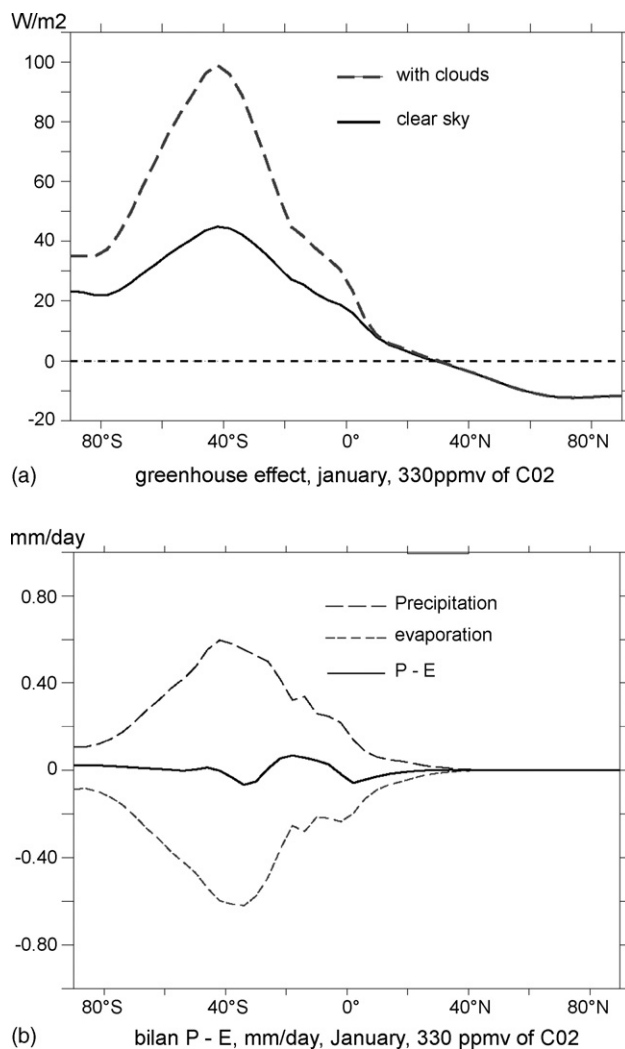 W/m2
100
80
60
40
20
0
-20
with clouds
clear sky
80°S 40°S 0° 40°N 80°N
(a) greenhouse effect, january, 330ppmv of C02
mm/day
0.80
0.40
0
-0.40
-0.80
Precipitation
evaporation
P - E
80°S 40°S 0° 40°N 80°N
(b) bilan P - E, mm/day, January, 330 ppmv of C02